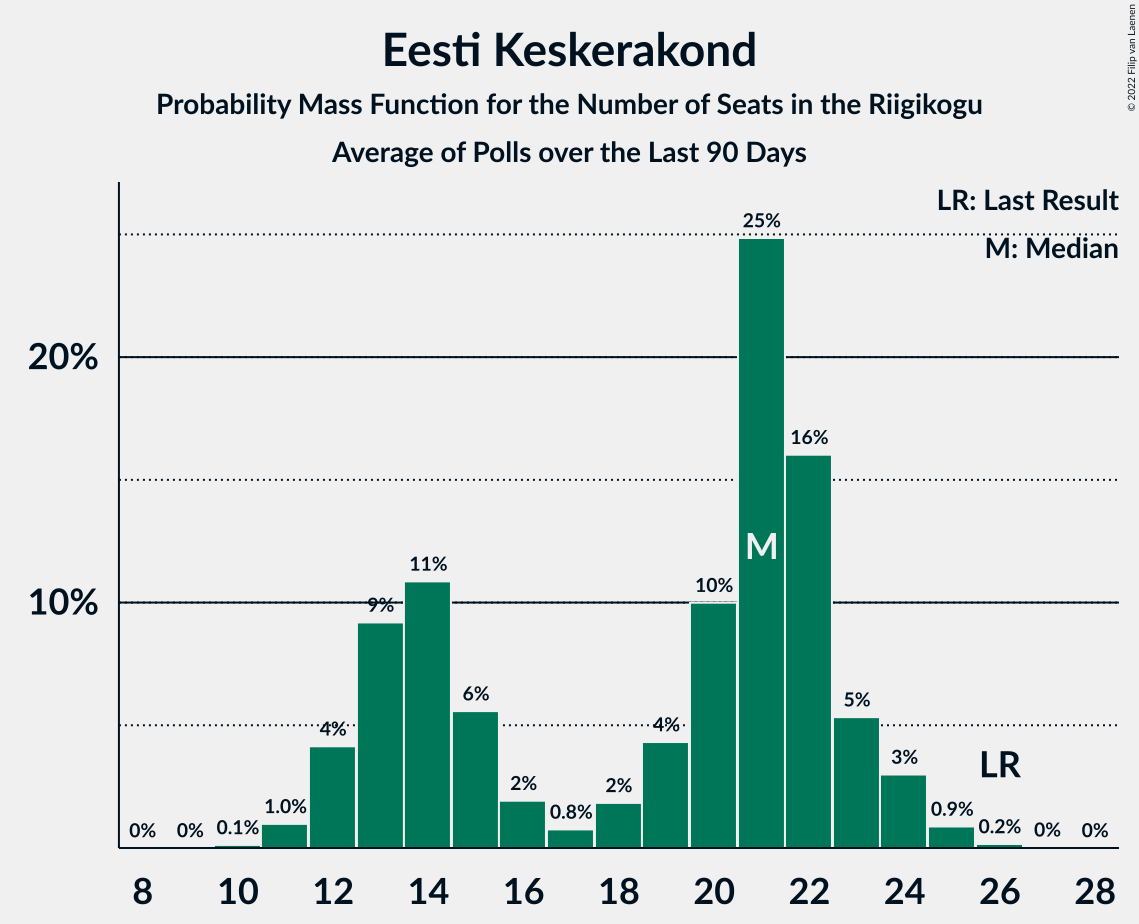 Eesti Keskerakond
Probability Mass Function for the Number of Seats in the Riigikogu
Average of Polls over the Last 90 Days
© 2022 Filip van Laenen
LR: Last Result
M: Median
20%
10%
0% 0% 0.1% 1.0% 4% 9% 11% 6% 2% 0.8% 2% 4% 10% 25% 16% 5% 3% 0.9% 0.2% 0% 0%
M
LR
8 10 12 14 16 18 20 22 24 26 28